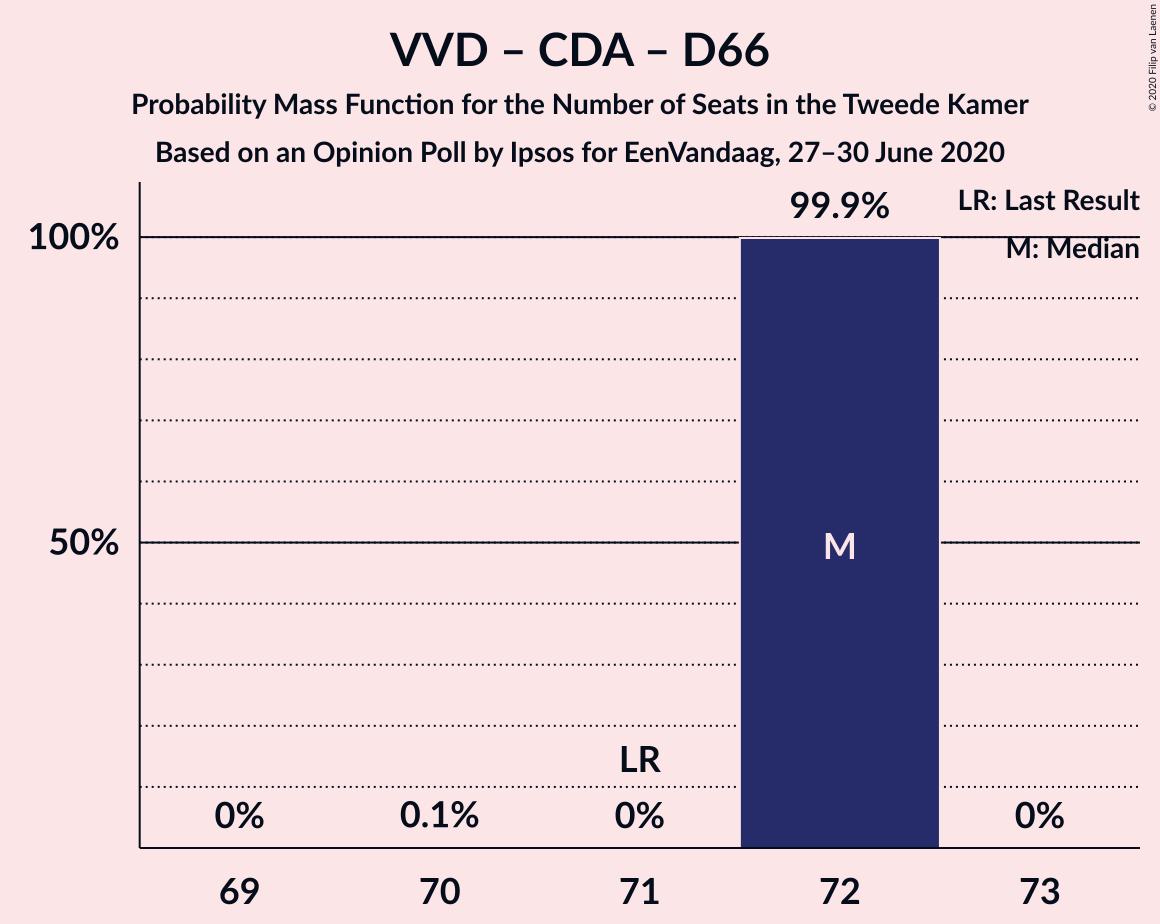 VVD – CDA – D66
Probability Mass Function for the Number of Seats in the Tweede Kamer
Based on an Opinion Poll by Ipsos for EenVandaag, 27–30 June 2020
© 2020 Filip van Laenen
LR: Last Result
M: Median
99.9%
100%
50%
M
LR
0%
0.1%
0%
0%
69
70
71
72
73